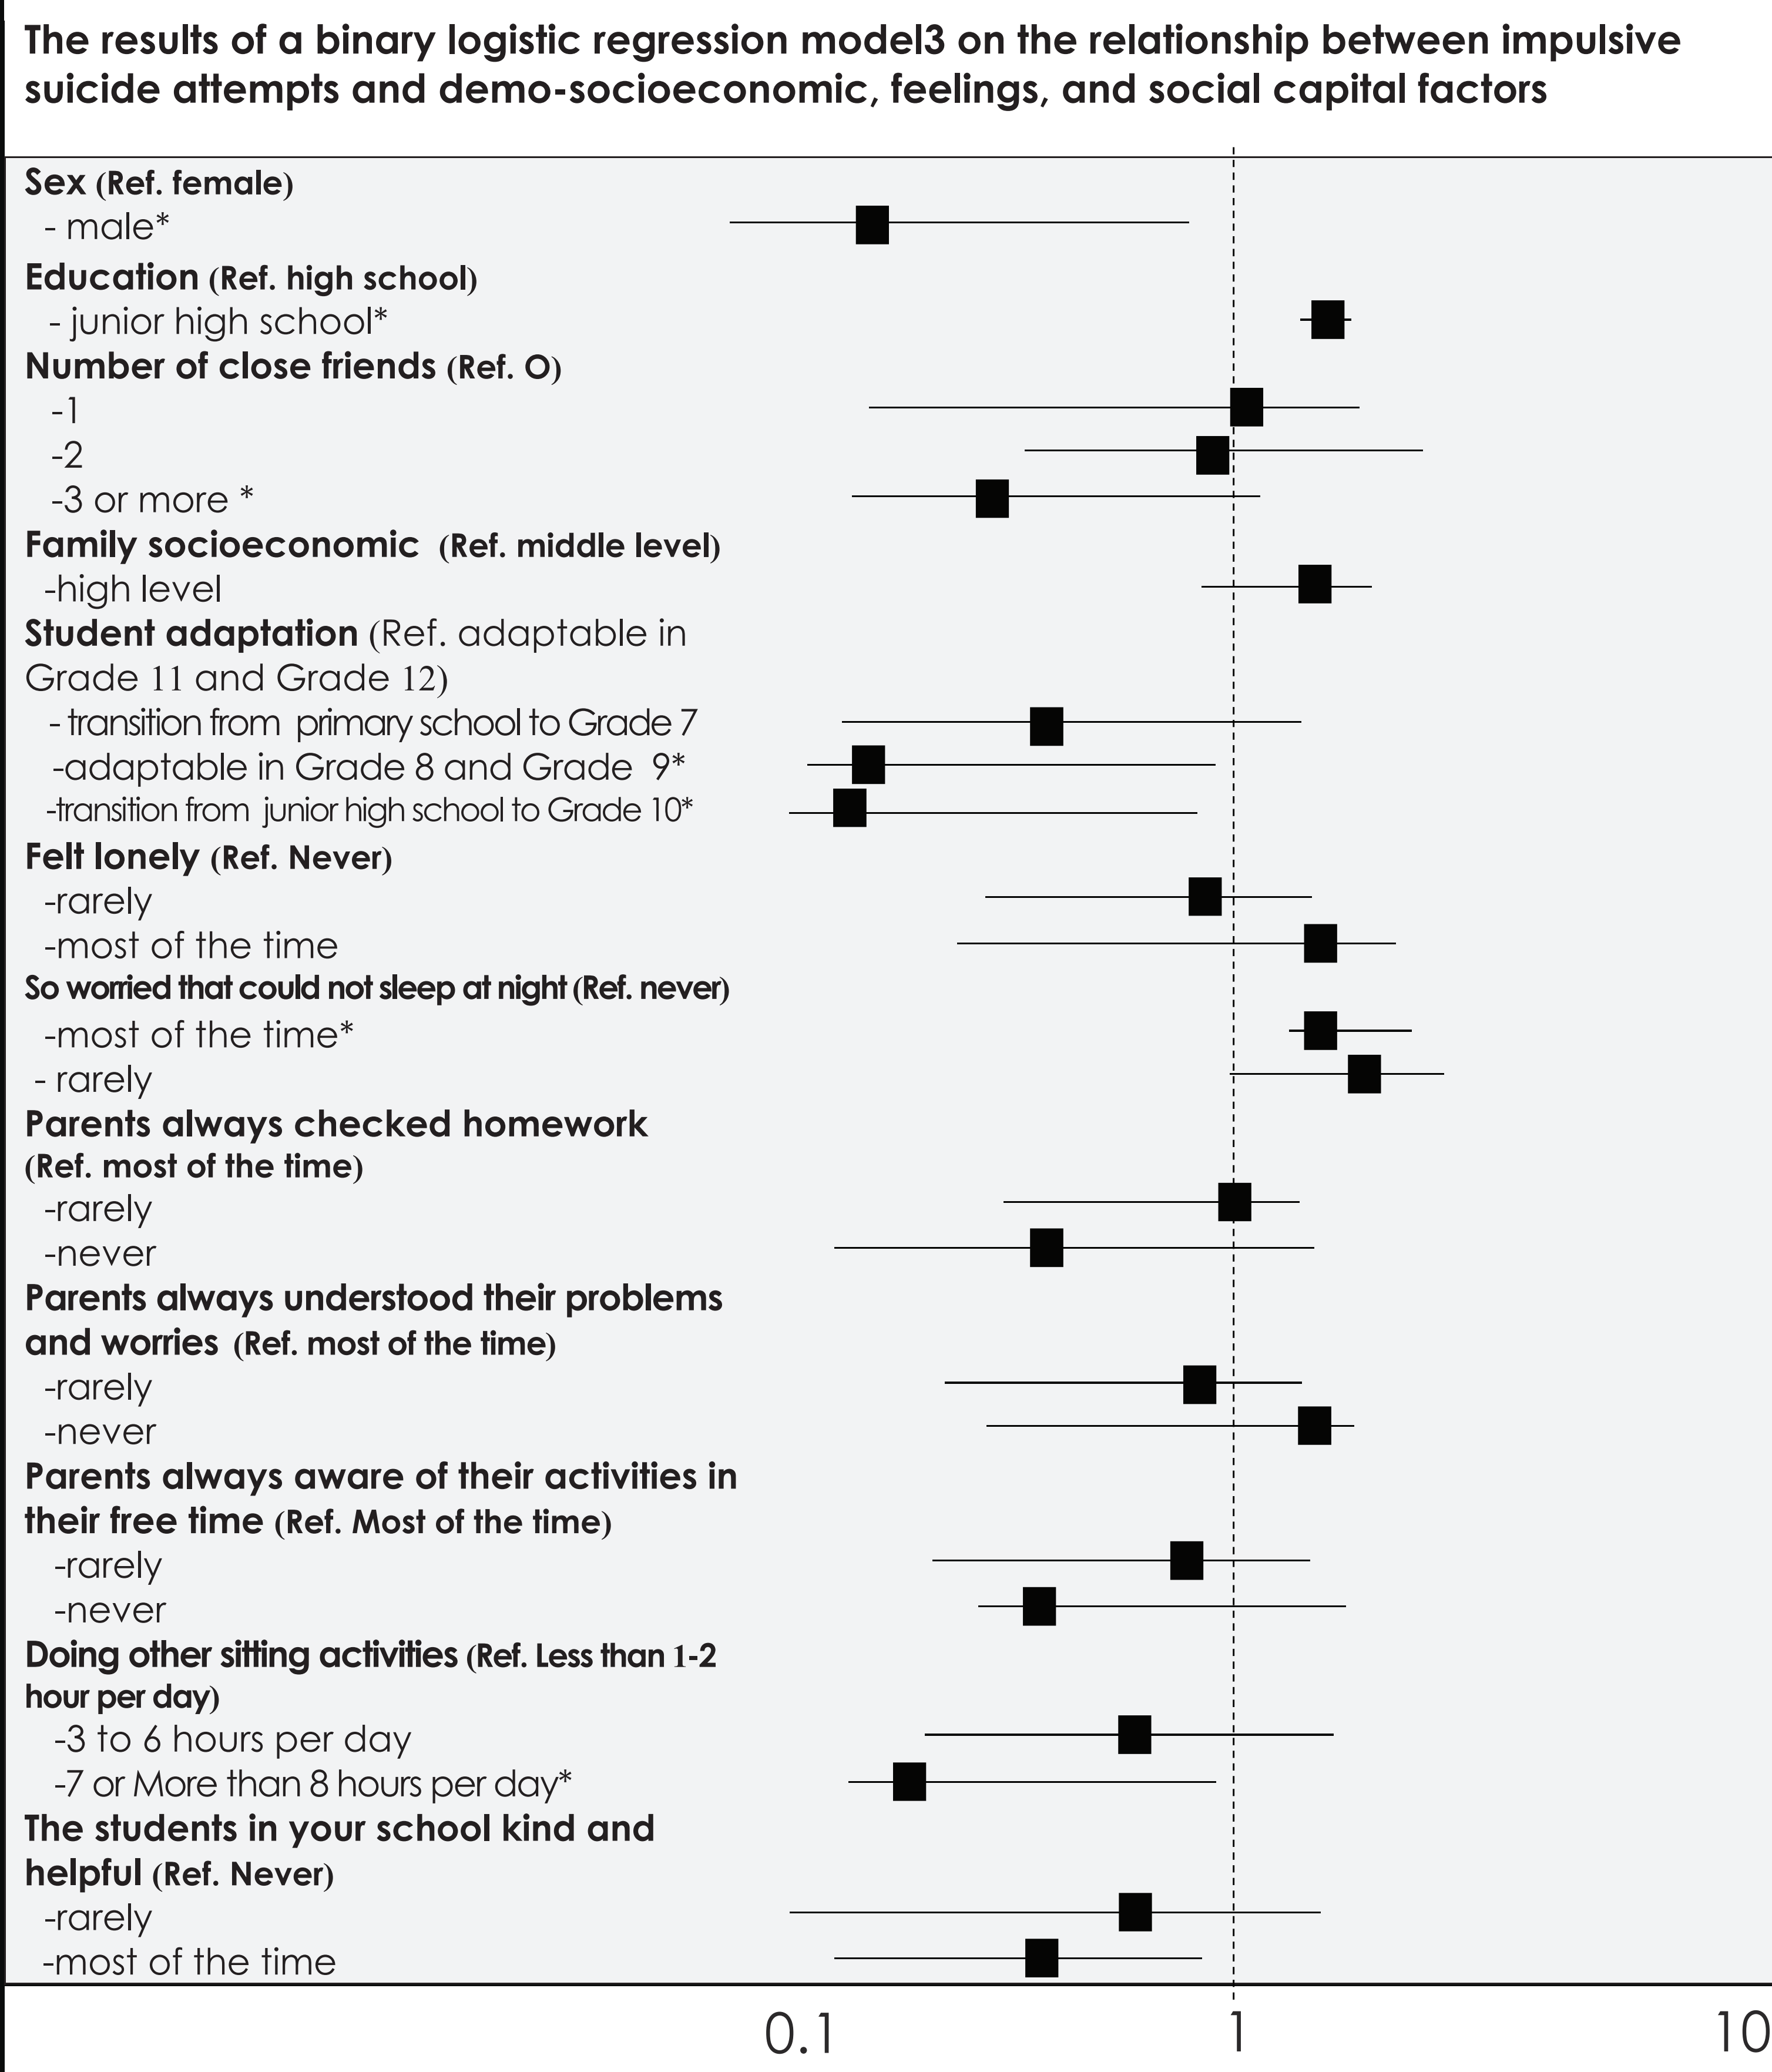 The results of a binary logistic regression model3 on the relationship between impulsive
suicide attempts and demo-socioeconomic, feelings, and social capital factors
Sex (Ref. female)
- male*
Education (Ref. high school)
- junior high school*
Number of close friends (Ref. O)
-1
-2
-3 or more *
Family socioeconomic (Ref. middle level)
-high level
Student adaptation (Ref. adaptable in
Grade 11 and Grade 12)
- transition from primary school to Grade 7
-adaptable in Grade 8 and Grade 9*
-transition from junior high school to Grade 10*
Felt lonely (Ref. Never)
-rarely
-most of the time
So worried that could not sleep at night (Ref. never)
-most of the time*
- rarely
Parents always checked homework
(Ref. most of the time)
-rarely
-never
Parents always understood their problems
and worries (Ref. most of the time)
-rarely
-never
Parents always aware of their activities in
their free time (Ref. Most of the time)
-rarely
-never
Doing other sitting activities (Ref. Less than 1-2
hour per day)
-3 to 6 hours per day
-7 or More than 8 hours per day*
The students in your school kind and
helpful (Ref. Never)
-rarely
-most of the time
0.1 1 10